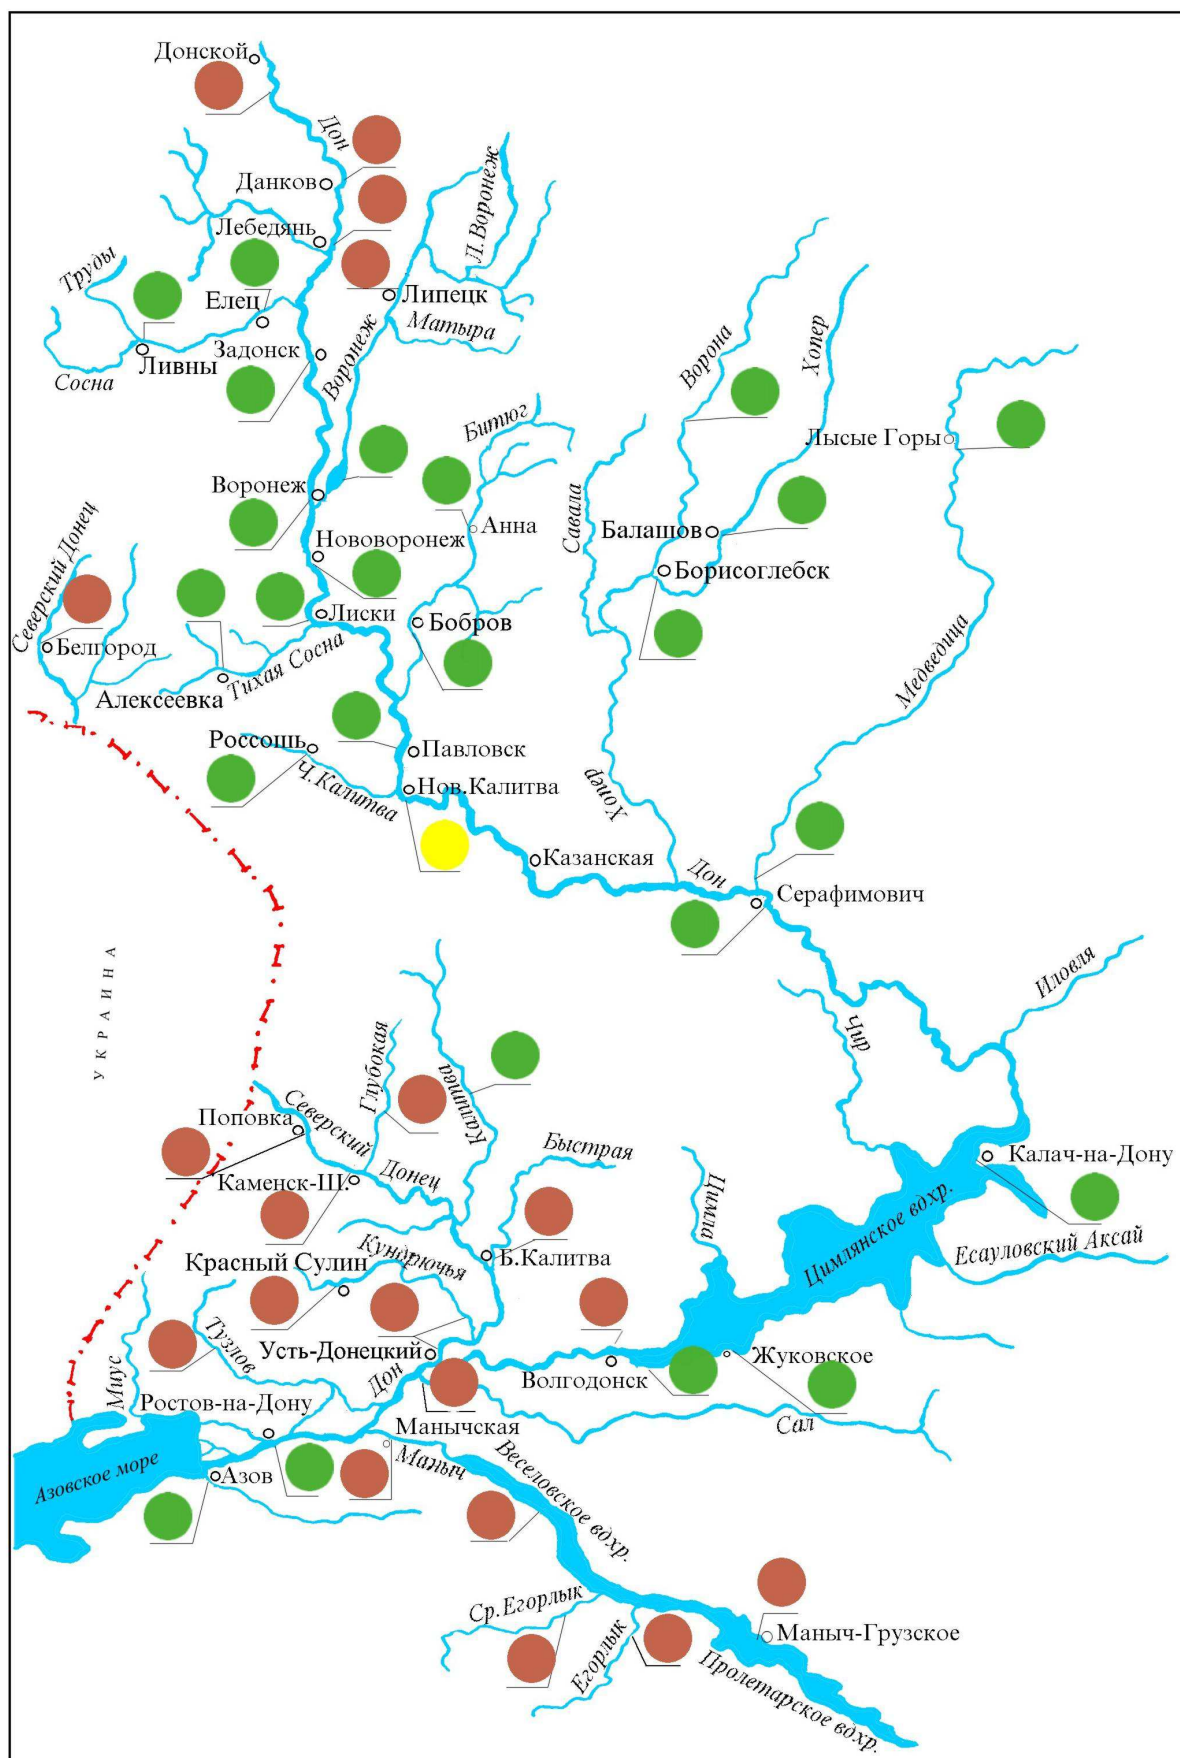 Донской
Дон
Данков
Л.Воронеж
Лебедянь
Труды
Елец
Липецк
Матыра
Ворона
Хопер
Задонск
Воронеж
Ливны
Сосна
Битюг
Лысые Горы
Воронеж
Анна
Савала
Балашов
Северский Донец
Нововоронеж
Борисоглебск
Лиски
Бобров
Белгород
Тихая Сосна
Медведица
Алексеевка
Россошь
Павловск
Ч.Калитва
Нов.Калитва
Хопер
Казанская
Дон
Серафимович
УКРАИНА
Иловля
Чир
Глубокая
Калитва
Поповка
Северский
Донец
Быстрая
Калач-на-Дону
Каменск-Ш.
Цимла
Цимлянское вдхр.
Есауловский Аксай
Красный Сулин
Кундрючья
Б.Калитва
Тузлов
Усть-Донецкий
Жуковское
Волгодонск
Миус
Дон
Ростов-на-Дону
Манычская
Сал
Маныч
Азовское море
Азов
Веселовское вдхр.
Ср.Егорлык
Маныч-Грузское
Егорлык
Пролетарское вдхр.